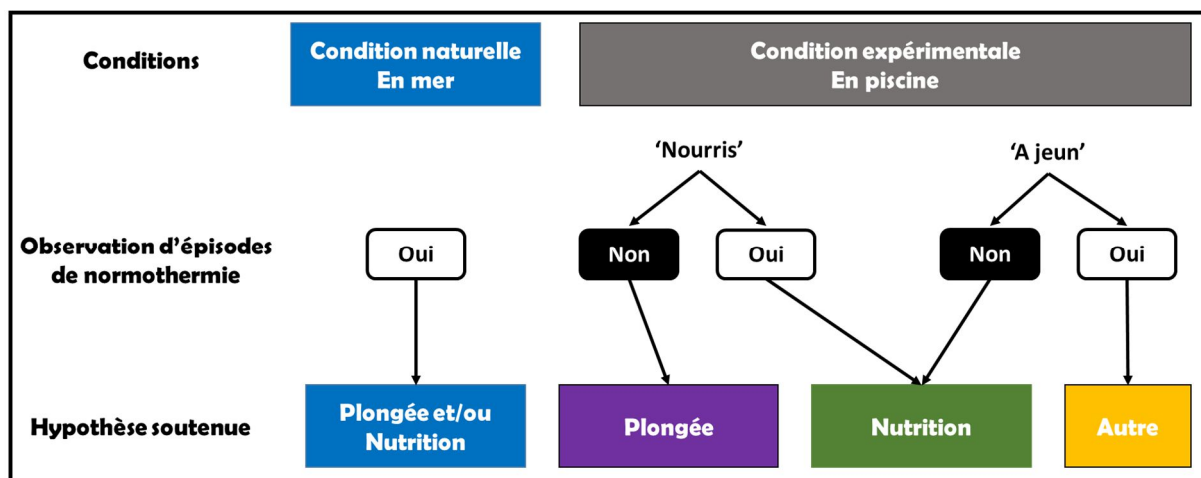 Conditions
Condition naturelle
En mer
Condition expérimentale
En piscine
‘Nourris’
‘A jeun’
Observation d’épisodes
de normothermie
Oui
Non
Oui
Non
Oui
Hypothèse soutenue
Plongée et/ou
Nutrition
Plongée
Nutrition
Autre